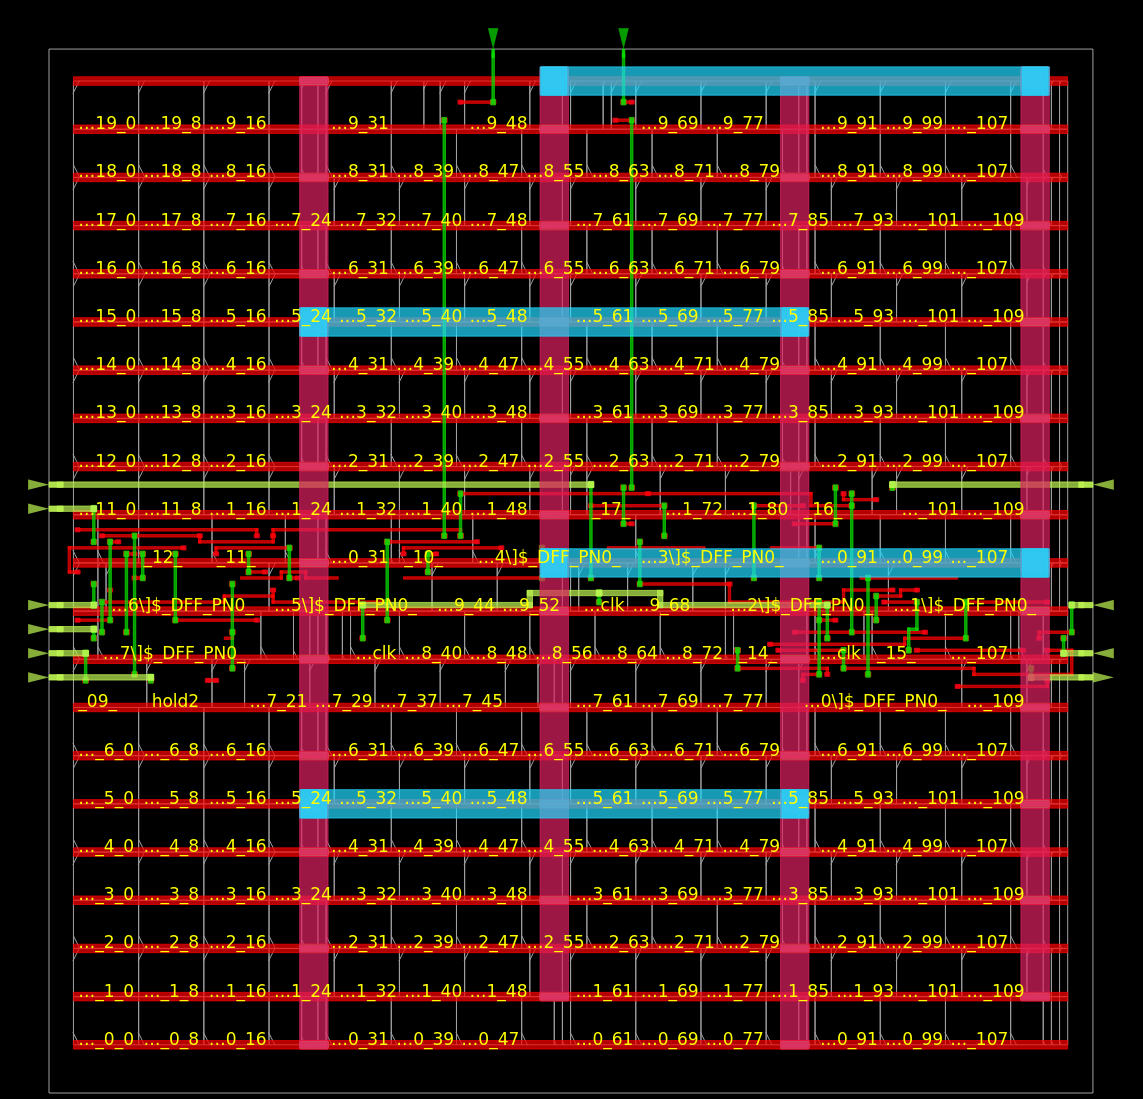 ...19_0 ...19_8 ...9_16 ...9_31 ...9_48 ...9_69 ...9_77 ...9_91 ...9_99 ..._107
...18_0 ...18_8 ...8_16 ...8_31 ...8_39 ...8_47 ...8_55 ...8_63 ...8_71 ...8_79 ...8_91 ...8_99 ..._107
...17_0 ...17_8 ...7_16 ...7_24 ...7_32 ...7_40 ...7_48 ...7_61 ...7_69 ...7_77 ...7_85 ...7_93 ..._101 ..._109
...16_0 ...16_8 ...6_16 ...6_31 ...6_39 ...6_47 ...6_55 ...6_63 ...6_71 ...6_79 ...6_91 ...6_99 ..._107
...15_0 ...15_8 ...5_16 ...5_24 ...5_32 ...5_40 ...5_48 ...5_61 ...5_69 ...5_77 ...5_85 ...5_93 ..._101 ..._109
...14_0 ...14_8 ...4_16 ...4_31 ...4_39 ...4_47 ...4_55 ...4_63 ...4_71 ...4_79 ...4_91 ...4_99 ..._107
...13_0 ...13_8 ...3_16 ...3_24 ...3_32 ...3_40 ...3_48 ...3_61 ...3_69 ...3_77 ...3_85 ...3_93 ..._101 ..._109
...12_0 ...12_8 ...2_16 ...2_31 ...2_39 ...2_47 ...2_55 ...2_63 ...2_71 ...2_79 ...2_91 ...2_99 ..._107
...11_0 ...11_8 ...1_16 ...1_24 ...1_32 ...1_40 ...1_48 _17_ ...1_72 ...1_80 _16_ ..._101 ..._109
_12_ _11_ ...0_31 _10_ ...4\]$_DFF_PN0_ ...3\]$_DFF_PN0_ ...0_91 ...0_99 ..._107
...6\]$_DFF_PN0_ ...5\]$_DFF_PN0_ ...9_44 ...9_52 clk ...9_68 ...2\]$_DFF_PN0_ ...1\]$_DFF_PN0_
...7\]$_DFF_PN0_ ...clk ...8_40 ...8_48 ...8_56 ...8_64 ...8_72 _14_ ...clk _15_ ..._107
_09_ hold2 ...7_21 ...7_29 ...7_37 ...7_45 ...7_61 ...7_69 ...7_77 ...0\]$_DFF_PN0_ ..._109
..._6_0 ..._6_8 ...6_16 ...6_31 ...6_39 ...6_47 ...6_55 ...6_63 ...6_71 ...6_79 ...6_91 ...6_99 ..._107
..._5_0 ..._5_8 ...5_16 ...5_24 ...5_32 ...5_40 ...5_48 ...5_61 ...5_69 ...5_77 ...5_85 ...5_93 ..._101 ..._109
..._4_0 ..._4_8 ...4_16 ...4_31 ...4_39 ...4_47 ...4_55 ...4_63 ...4_71 ...4_79 ...4_91 ...4_99 ..._107
..._3_0 ..._3_8 ...3_16 ...3_24 ...3_32 ...3_40 ...3_48 ...3_61 ...3_69 ...3_77 ...3_85 ...3_93 ..._101 ..._109
..._2_0 ..._2_8 ...2_16 ...2_31 ...2_39 ...2_47 ...2_55 ...2_63 ...2_71 ...2_79 ...2_91 ...2_99 ..._107
..._1_0 ..._1_8 ...1_16 ...1_24 ...1_32 ...1_40 ...1_48 ...1_61 ...1_69 ...1_77 ...1_85 ...1_93 ..._101 ..._109
..._0_0 ..._0_8 ...0_16 ...0_31 ...0_39 ...0_47 ...0_61 ...0_69 ...0_77 ...0_91 ...0_99 ..._107